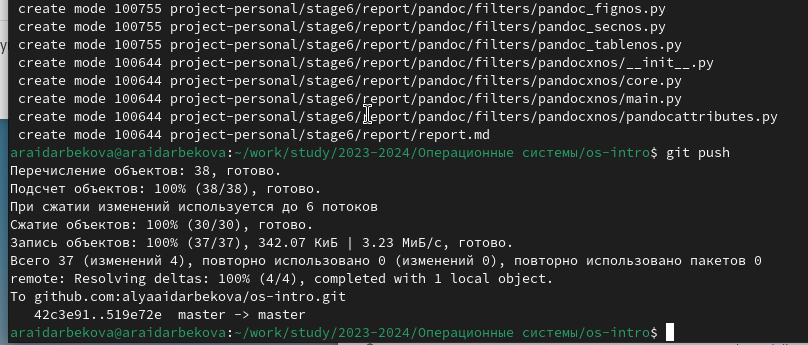 create mode 100755 project-personal/stage6/report/pandoc/filters/pandoc_fignos.py
create mode 100755 project-personal/stage6/report/pandoc/filters/pandoc_secnos.py
create mode 100755 project-personal/stage6/report/pandoc/filters/pandoc_tablenos.py
create mode 100644 project-personal/stage6/report/pandoc/filters/pandocxnos/__init__.py
create mode 100644 project-personal/stage6/report/pandoc/filters/pandocxnos/core.py
create mode 100644 project-personal/stage6/report/pandoc/filters/pandocxnos/main.py
create mode 100644 project-personal/stage6/report/pandoc/filters/pandocxnos/pandocattributes.py
create mode 100644 project-personal/stage6/report/report.md
araidarbekova@araidarbekova:~/work/study/2023-2024/Операционные системы/os-intro$ git push
Перечисление объектов: 38, готово.
Подсчет объектов: 100% (38/38), готово.
При сжатии изменений используется до 6 потоков
Сжатие объектов: 100% (30/30), готово.
Запись объектов: 100% (37/37), 342.07 КиБ | 3.23 МиБ/с, готово.
Всего 37 (изменений 4), повторно использовано 0 (изменений 0), повторно использовано пакетов 0
remote: Resolving deltas: 100% (4/4), completed with 1 local object.
To github.com:alyaaidarbekova/os-intro.git
42c3e91..519e72e  master -> master
araidarbekova@araidarbekova:~/work/study/2023-2024/Операционные системы/os-intro$